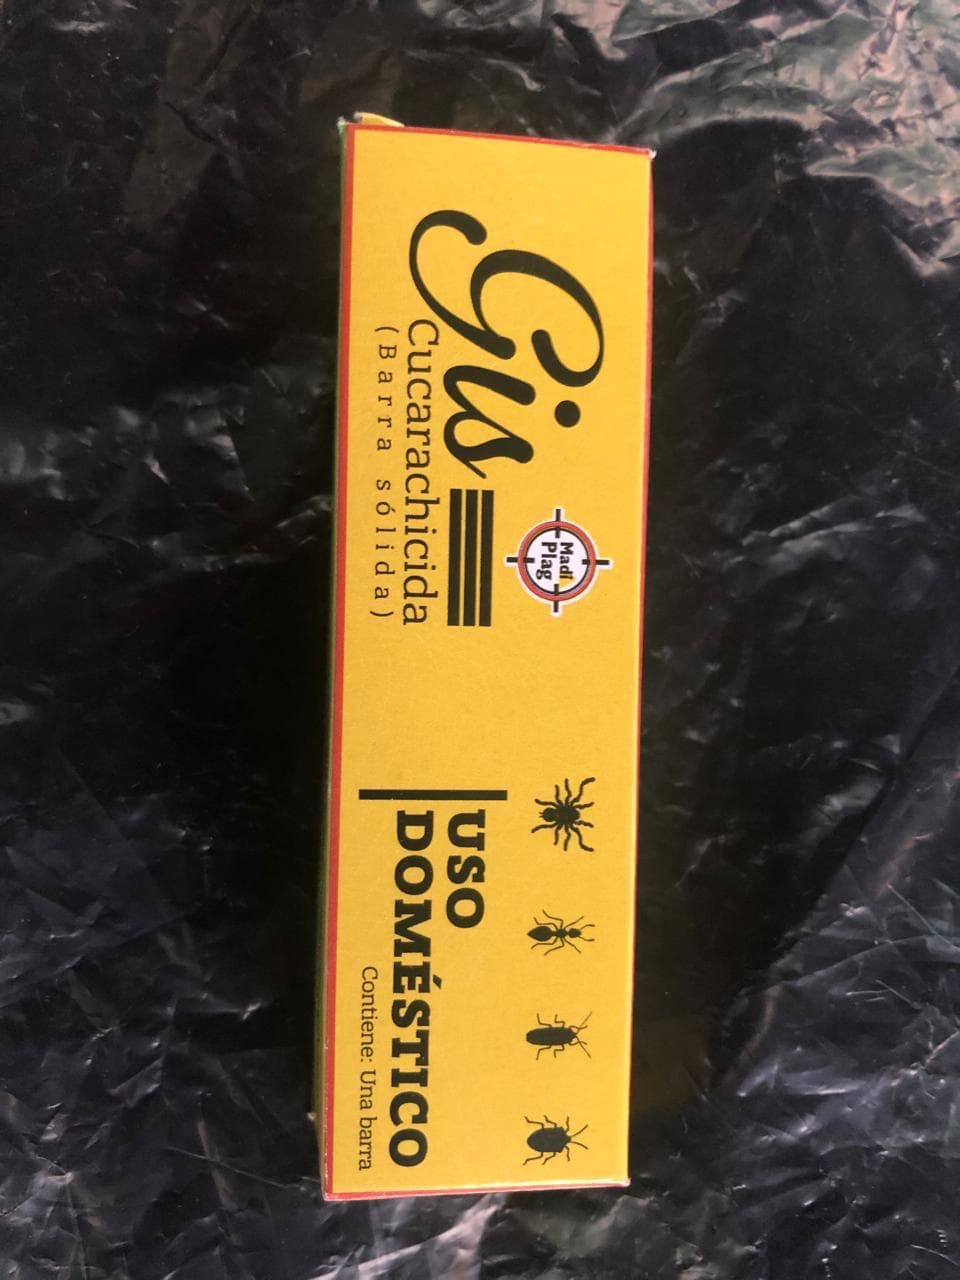 Gis
Cucarachicida
(Barra sólida)
Madi
Plag
USO
DOMÉSTICO
Contiene: Una barra